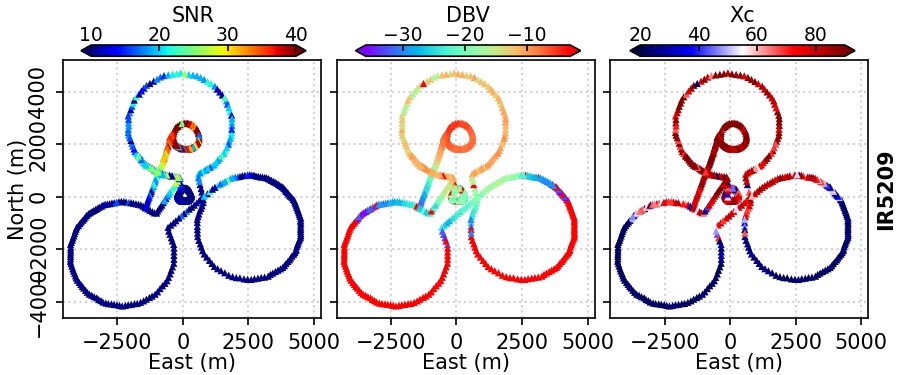 SNR DBV Xc
10 20 30 40 −30 −20 −10 20 40 60 80
North (m)
4000
2000
0
−2000
−4000
−2500 0 2500 5000 −2500 0 2500 5000 −2500 0 2500 5000
East (m) East (m) East (m)
IR5209